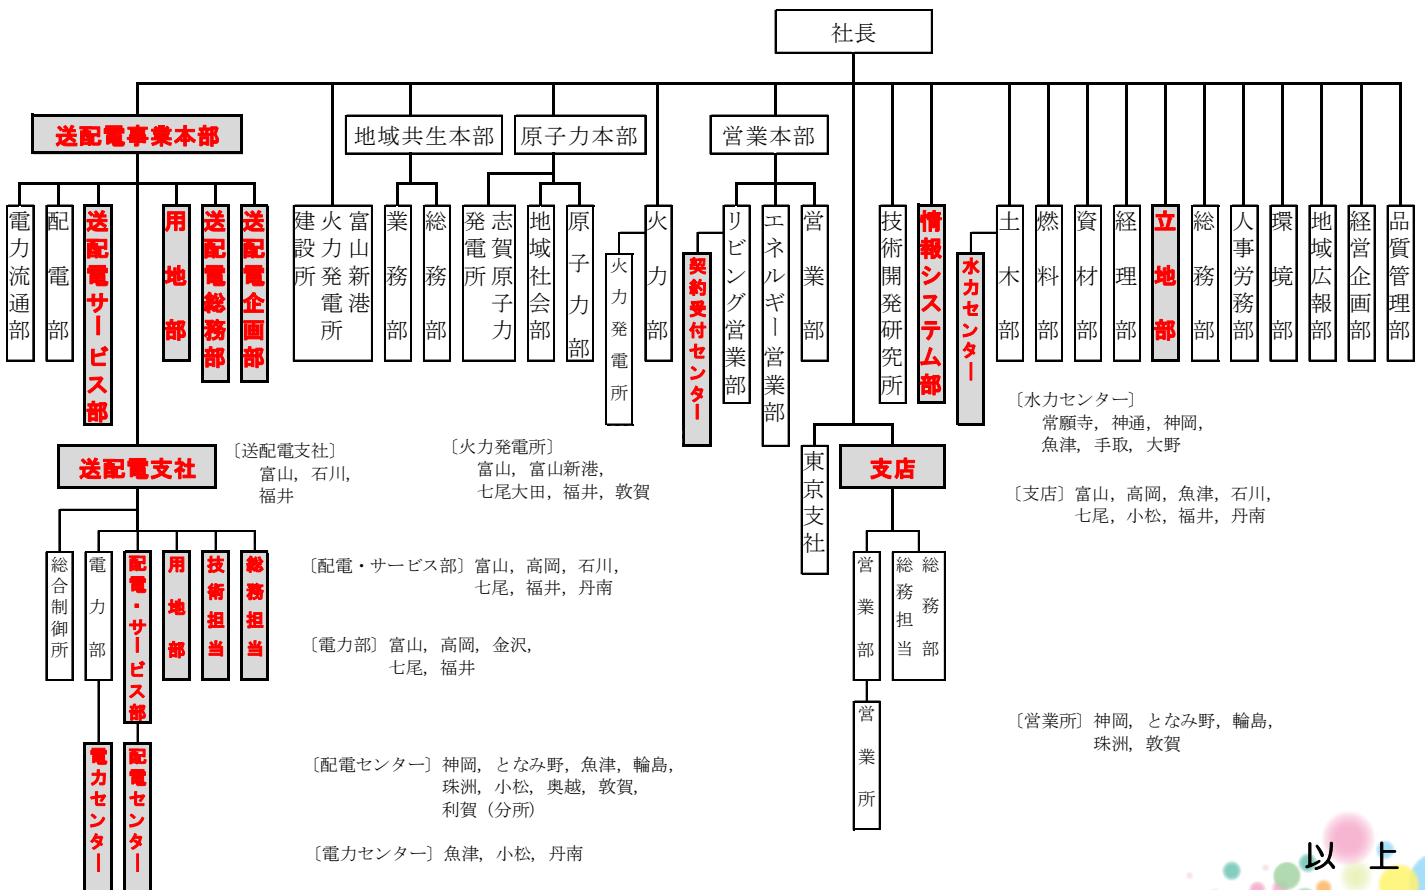 社長
送配電事業本部
地域共生本部
原子力本部
営業本部
電力流通部
配電部
送配電サービス部
用地部
送配電総務部
送配電企画部
富山新港
火力発電所
建設所
業務部
総務部
志賀原子力
発電所
地域社会部
原子力部
火力発電所
火力部
契約受付センター
リビング営業部
エネルギー営業部
営業部
技術開発研究所
情報システム部
水力センター
土木部
燃料部
資材部
経理部
立地部
総務部
人事労務部
環境部
地域広報部
経営企画部
品質管理部
〔水力センター〕
常願寺，神通，神岡，
魚津，手取，大野
送配電支社
〔送配電支社〕
富山，石川，
福井
〔火力発電所〕
富山，富山新港，
七尾大田，福井，敦賀
東京支社
支店
〔支店〕富山，高岡，魚津，石川，
七尾，小松，福井，丹南
総合制御所
電力部
配電・サービス部
用地部
技術担当
総務担当
〔配電・サービス部〕富山，高岡，石川，
七尾，福井，丹南
〔電力部〕富山，高岡，金沢，
七尾，福井
営業部
総務部
総務担当
営業所
〔営業所〕神岡，となみ野，輪島，
珠洲，敦賀
電力センター
配電センター
〔配電センター〕神岡，となみ野，魚津，輪島，
珠洲，小松，奥越，敦賀，
利賀（分所）
〔電力センター〕魚津，小松，丹南
以　上